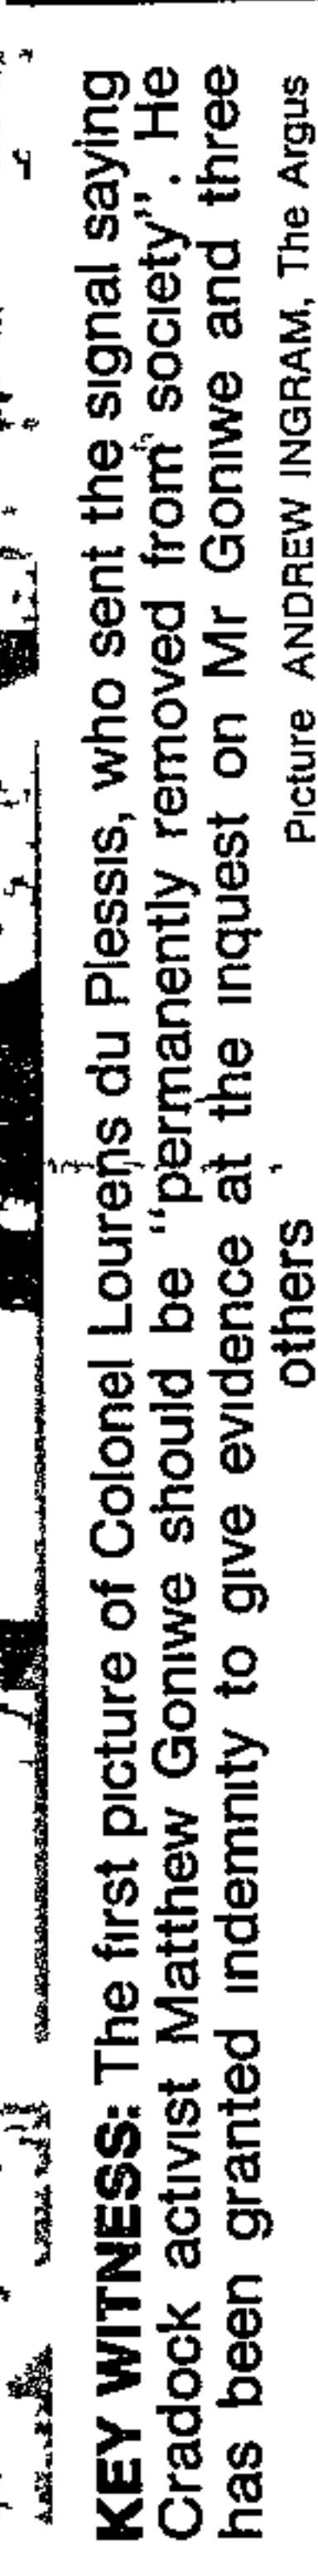 KEY WITNESS: The first picture of Colonel Lourens du Plessis, who sent the signal saying
Cradock activist Matthew Goniwe should be "permanently removed from society". He
has been granted indemnity to give evidence at the inquest on Mr Goniwe and three
others
Picture ANDREW INGRAM, The Argus